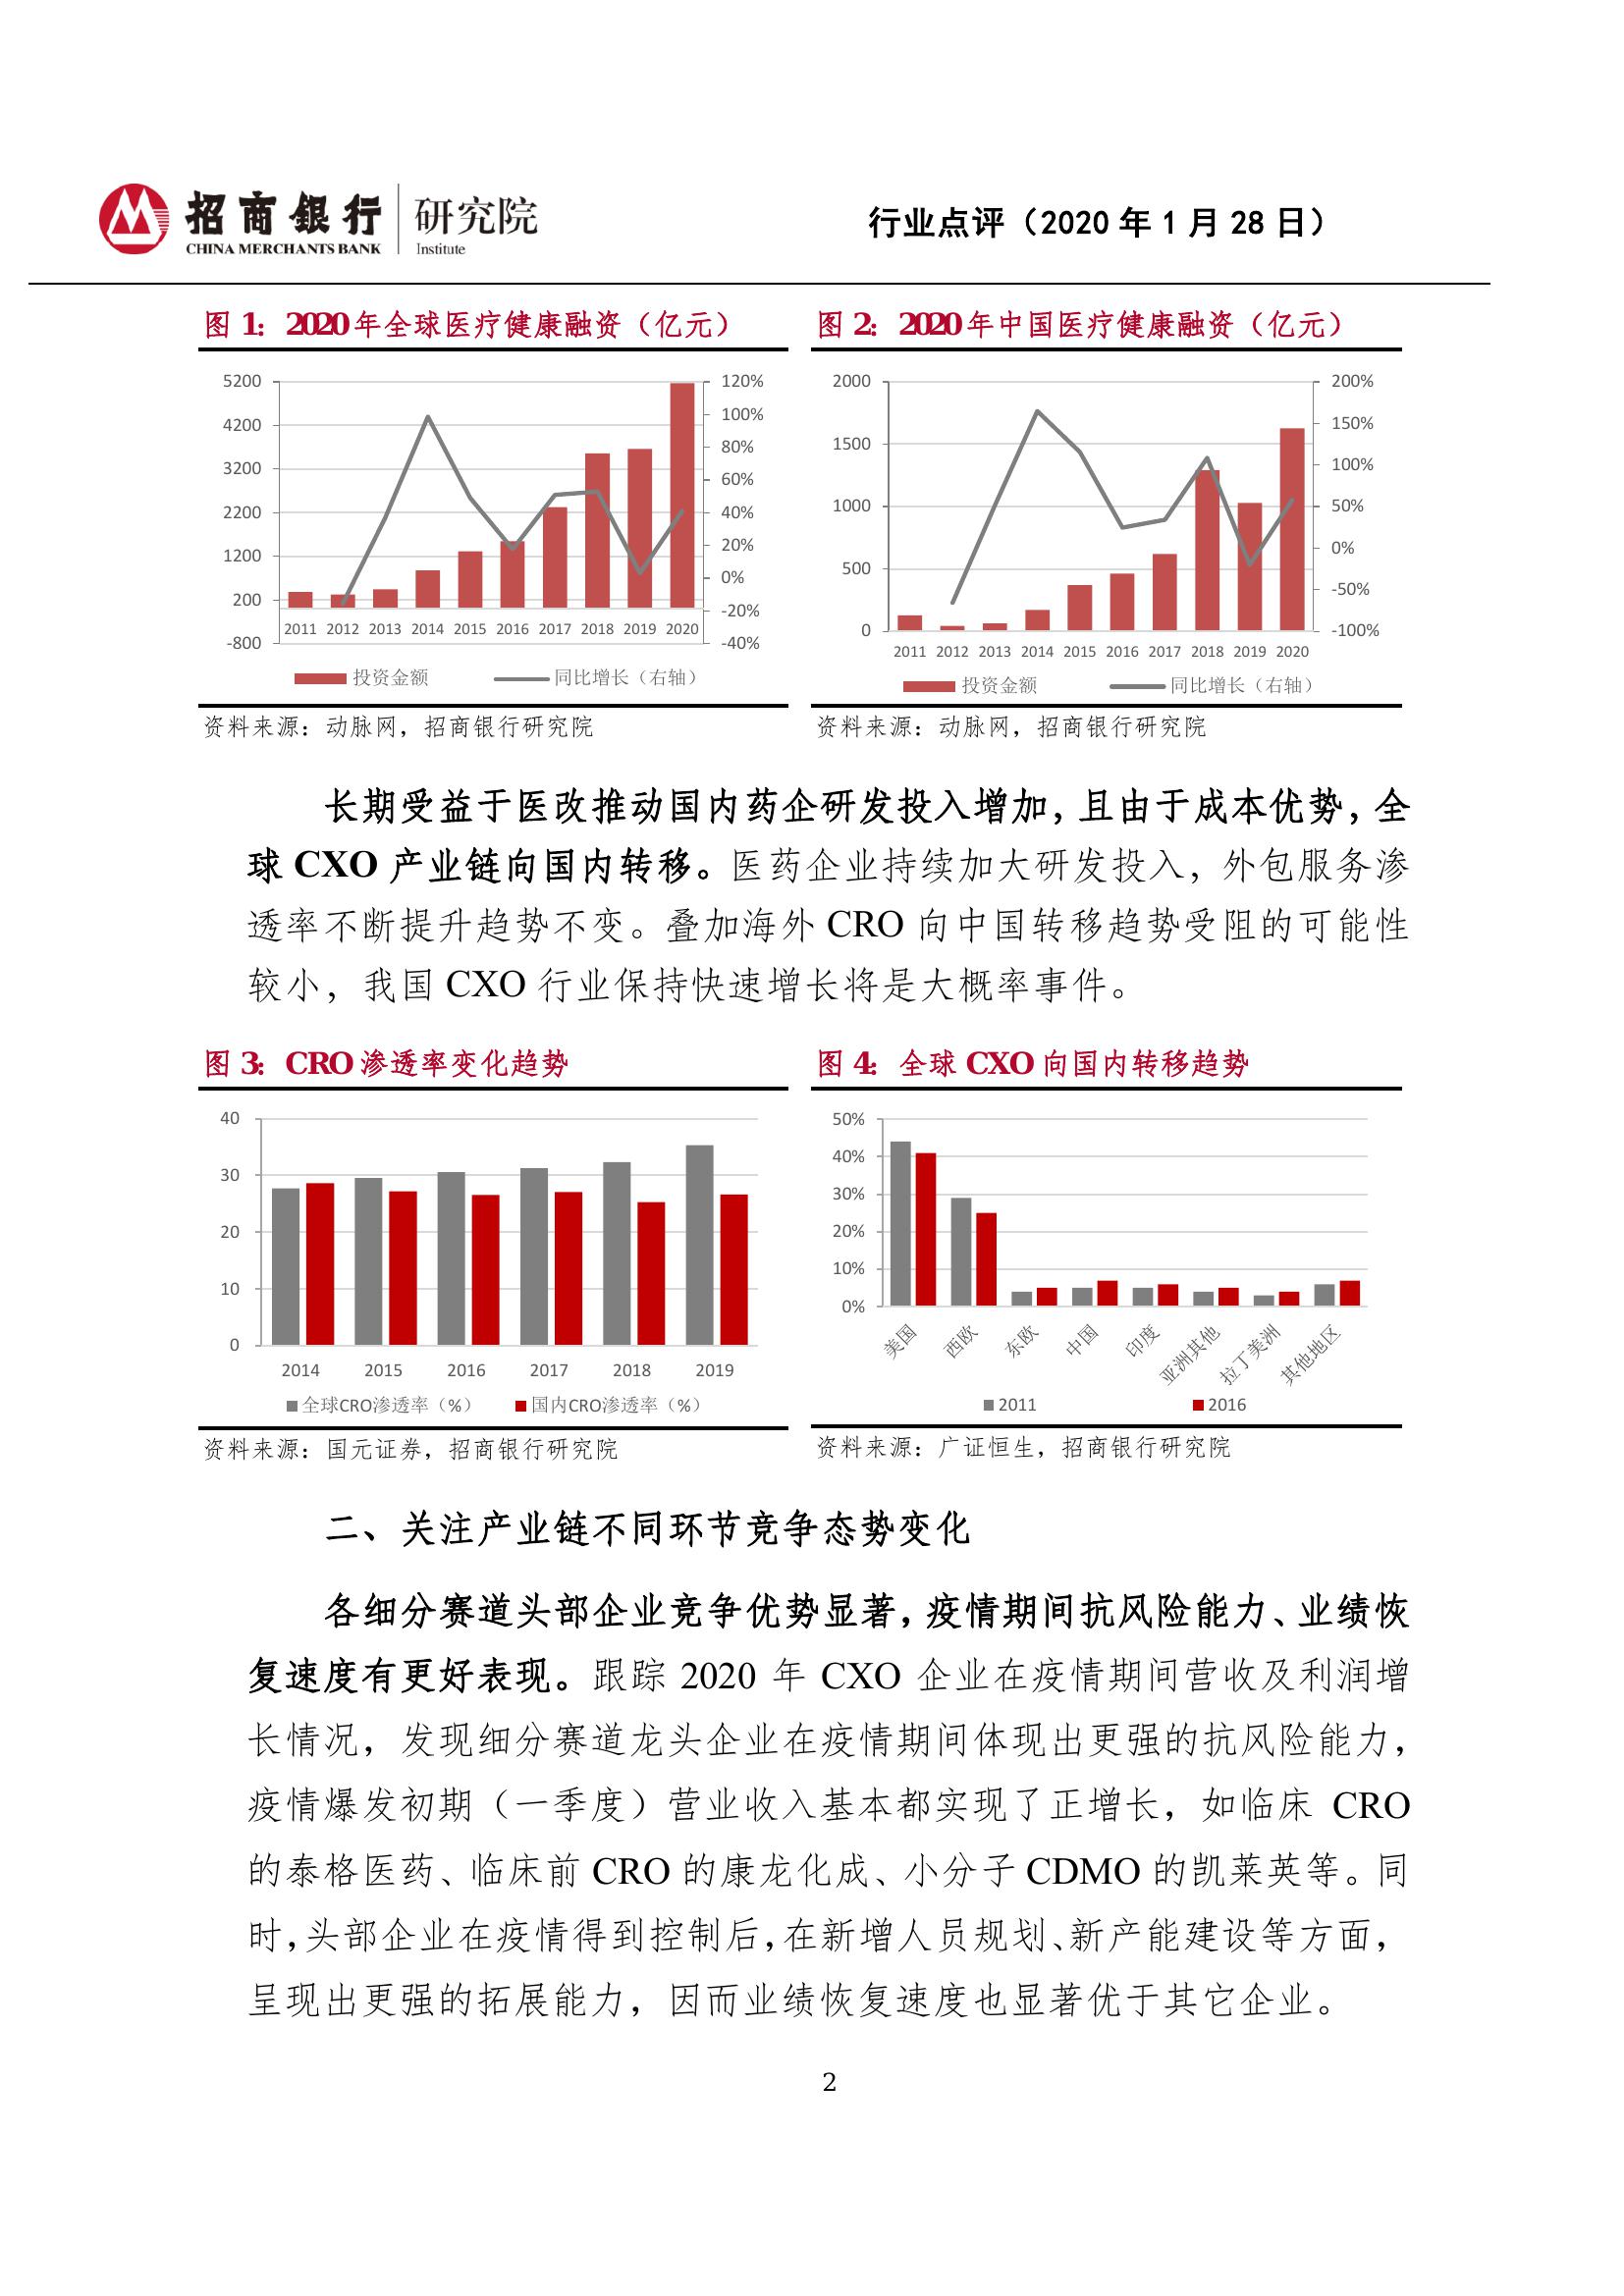 招商银行 研究院
CHINA MERCHANTS BANK Institute
行业点评（2020 年 1 月 28 日）
图 1：2020 年全球医疗健康融资（亿元）
5200
4200
3200
2200
1200
200
-800
120%
100%
80%
60%
40%
20%
0%
-20%
-40%
2011 2012 2013 2014 2015 2016 2017 2018 2019 2020
投资金额 同比增长（右轴）
资料来源：动脉网，招商银行研究院
图 2：2020 年中国医疗健康融资（亿元）
2000
1500
1000
500
0
200%
150%
100%
50%
0%
-50%
-100%
2011 2012 2013 2014 2015 2016 2017 2018 2019 2020
投资金额 同比增长（右轴）
资料来源：动脉网，招商银行研究院
长期受益于医改推动国内药企研发投入增加，且由于成本优势，全
球 CXO 产业链向国内转移。医药企业持续加大研发投入，外包服务渗
透率不断提升趋势不变。叠加海外 CRO 向中国转移趋势受阻的可能性
较小，我国 CXO 行业保持快速增长将是大概率事件。
图 3：CRO 渗透率变化趋势
40
30
20
10
0
2014 2015 2016 2017 2018 2019
全球CRO渗透率（%） 国内CRO渗透率（%）
资料来源：国元证券，招商银行研究院
图 4：全球 CXO 向国内转移趋势
50%
40%
30%
20%
10%
0%
美国 西欧 东欧 中国 印度 亚洲其他 拉丁美洲 其他地区
2011 2016
资料来源：广证恒生，招商银行研究院
二、关注产业链不同环节竞争态势变化
各细分赛道头部企业竞争优势显著，疫情期间抗风险能力、业绩恢
复速度有更好表现。跟踪 2020 年 CXO 企业在疫情期间营收及利润增
长情况，发现细分赛道龙头企业在疫情期间体现出更强的抗风险能力，
疫情爆发初期（一季度）营业收入基本都实现了正增长，如临床 CRO
的泰格医药、临床前 CRO 的康龙化成、小分子 CDMO 的凯莱英等。同
时，头部企业在疫情得到控制后，在新增人员规划、新产能建设等方面，
呈现出更强的拓展能力，因而业绩恢复速度也显著优于其它企业。
2